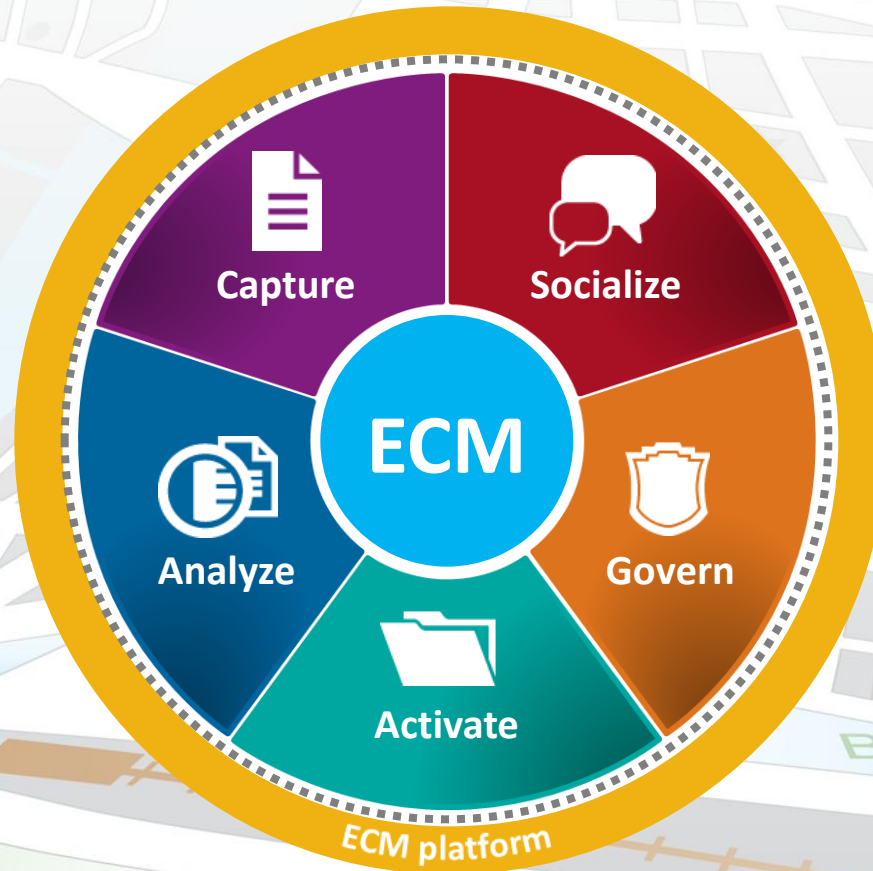 Capture
Socialize
ECM
Analyze
Govern
Activate
ECM platform